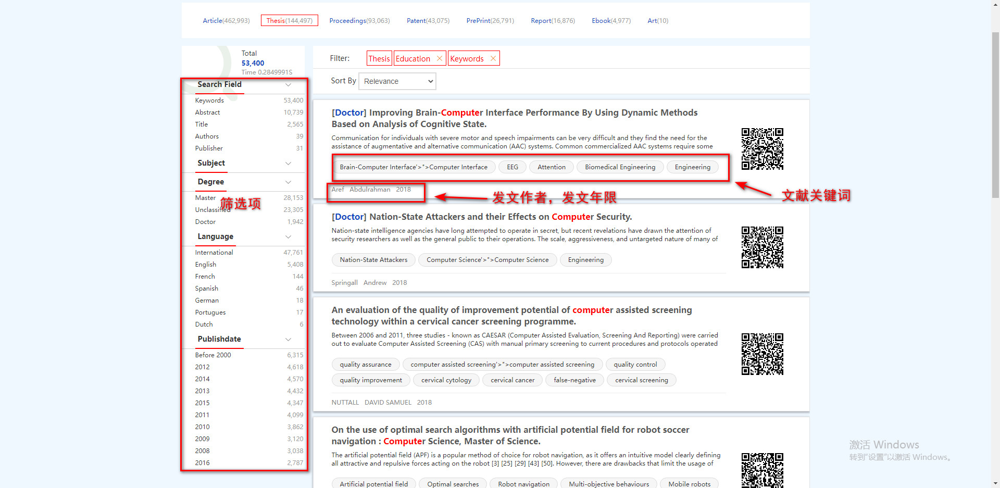 Article(462,993) Thesis(144,497) Proceedings(93,063) Patent(43,075) PrePrint(26,791) Report(16,876) Ebook(4,977) Art(10)
Total
53,400
Time 0.2849991S
Search Field
Keywords 53,400
Abstract 10,739
Title 2,565
Authors 39
Publisher 31
Subject
Degree
Master 28,153
筛选项
Unclassified 23,305
Doctor 1,942
Language
International 47,761
English 5,408
French 144
Spanish 46
German 18
Portugues 17
Dutch 6
Publishdate
Before 2000 6,315
2012 4,618
2014 4,570
2013 4,432
2015 4,347
2011 4,099
2010 3,862
2009 3,120
2008 3,038
2016 2,787
Filter: Thesis Education × Keywords ×
Sort By Relevance
[Doctor] Improving Brain-Computer Interface Performance By Using Dynamic Methods
Based on Analysis of Cognitive State.
Communication for individuals with severe motor and speech impairments can be very difficult and they find the need for the
assistance of augmentative and alternative communication (AAC) systems. Common commercialized AAC systems require some
Brain-Computer Interface'>">Computer Interface EEG Attention Biomedical Engineering Engineering
Aref Abdulrahman 2018
发文作者，发文年限
文献关键词
[Doctor] Nation-State Attackers and their Effects on Computer Security.
Nation-state intelligence agencies have long attempted to operate in secret, but recent revelations have drawn the attention of
security researchers as well as the general public to their operations. The scale, aggressiveness, and untargeted nature of many of
Nation-State Attackers Computer Science'>">Computer Science Engineering
Springall Andrew 2018
An evaluation of the quality of improvement potential of computer assisted screening
technology within a cervical cancer screening programme.
Between 2006 and 2011, three studies - known as CAESAR (Computer Assisted Evaluation, Screening And Reporting) were carried
out to evaluate Computer Assisted Screening (CAS) with manual primary screening to current procedures and protocols operated
quality assurance computer assisted screening'>">computer assisted screening quality control
quality improvement cervical cytology cervical cancer false-negative cervical screening
NUTTALL DAVID SAMUEL 2018
On the use of optimal search algorithms with artificial potential field for robot soccer
navigation : Computer Science, Master of Science.
The artificial potential field (APF) is a popular method of choice for robot navigation, as it offers an intuitive model clearly defining
all attractive and repulsive forces acting on the robot [3] [25] [29] [43] [50]. However, there are drawbacks that limit the usage of
Artificial potential field Optimal searches Robot navigation Multi-objective behaviours Mobile robots
激活 Windows
转到"设置"以激活 Windows。